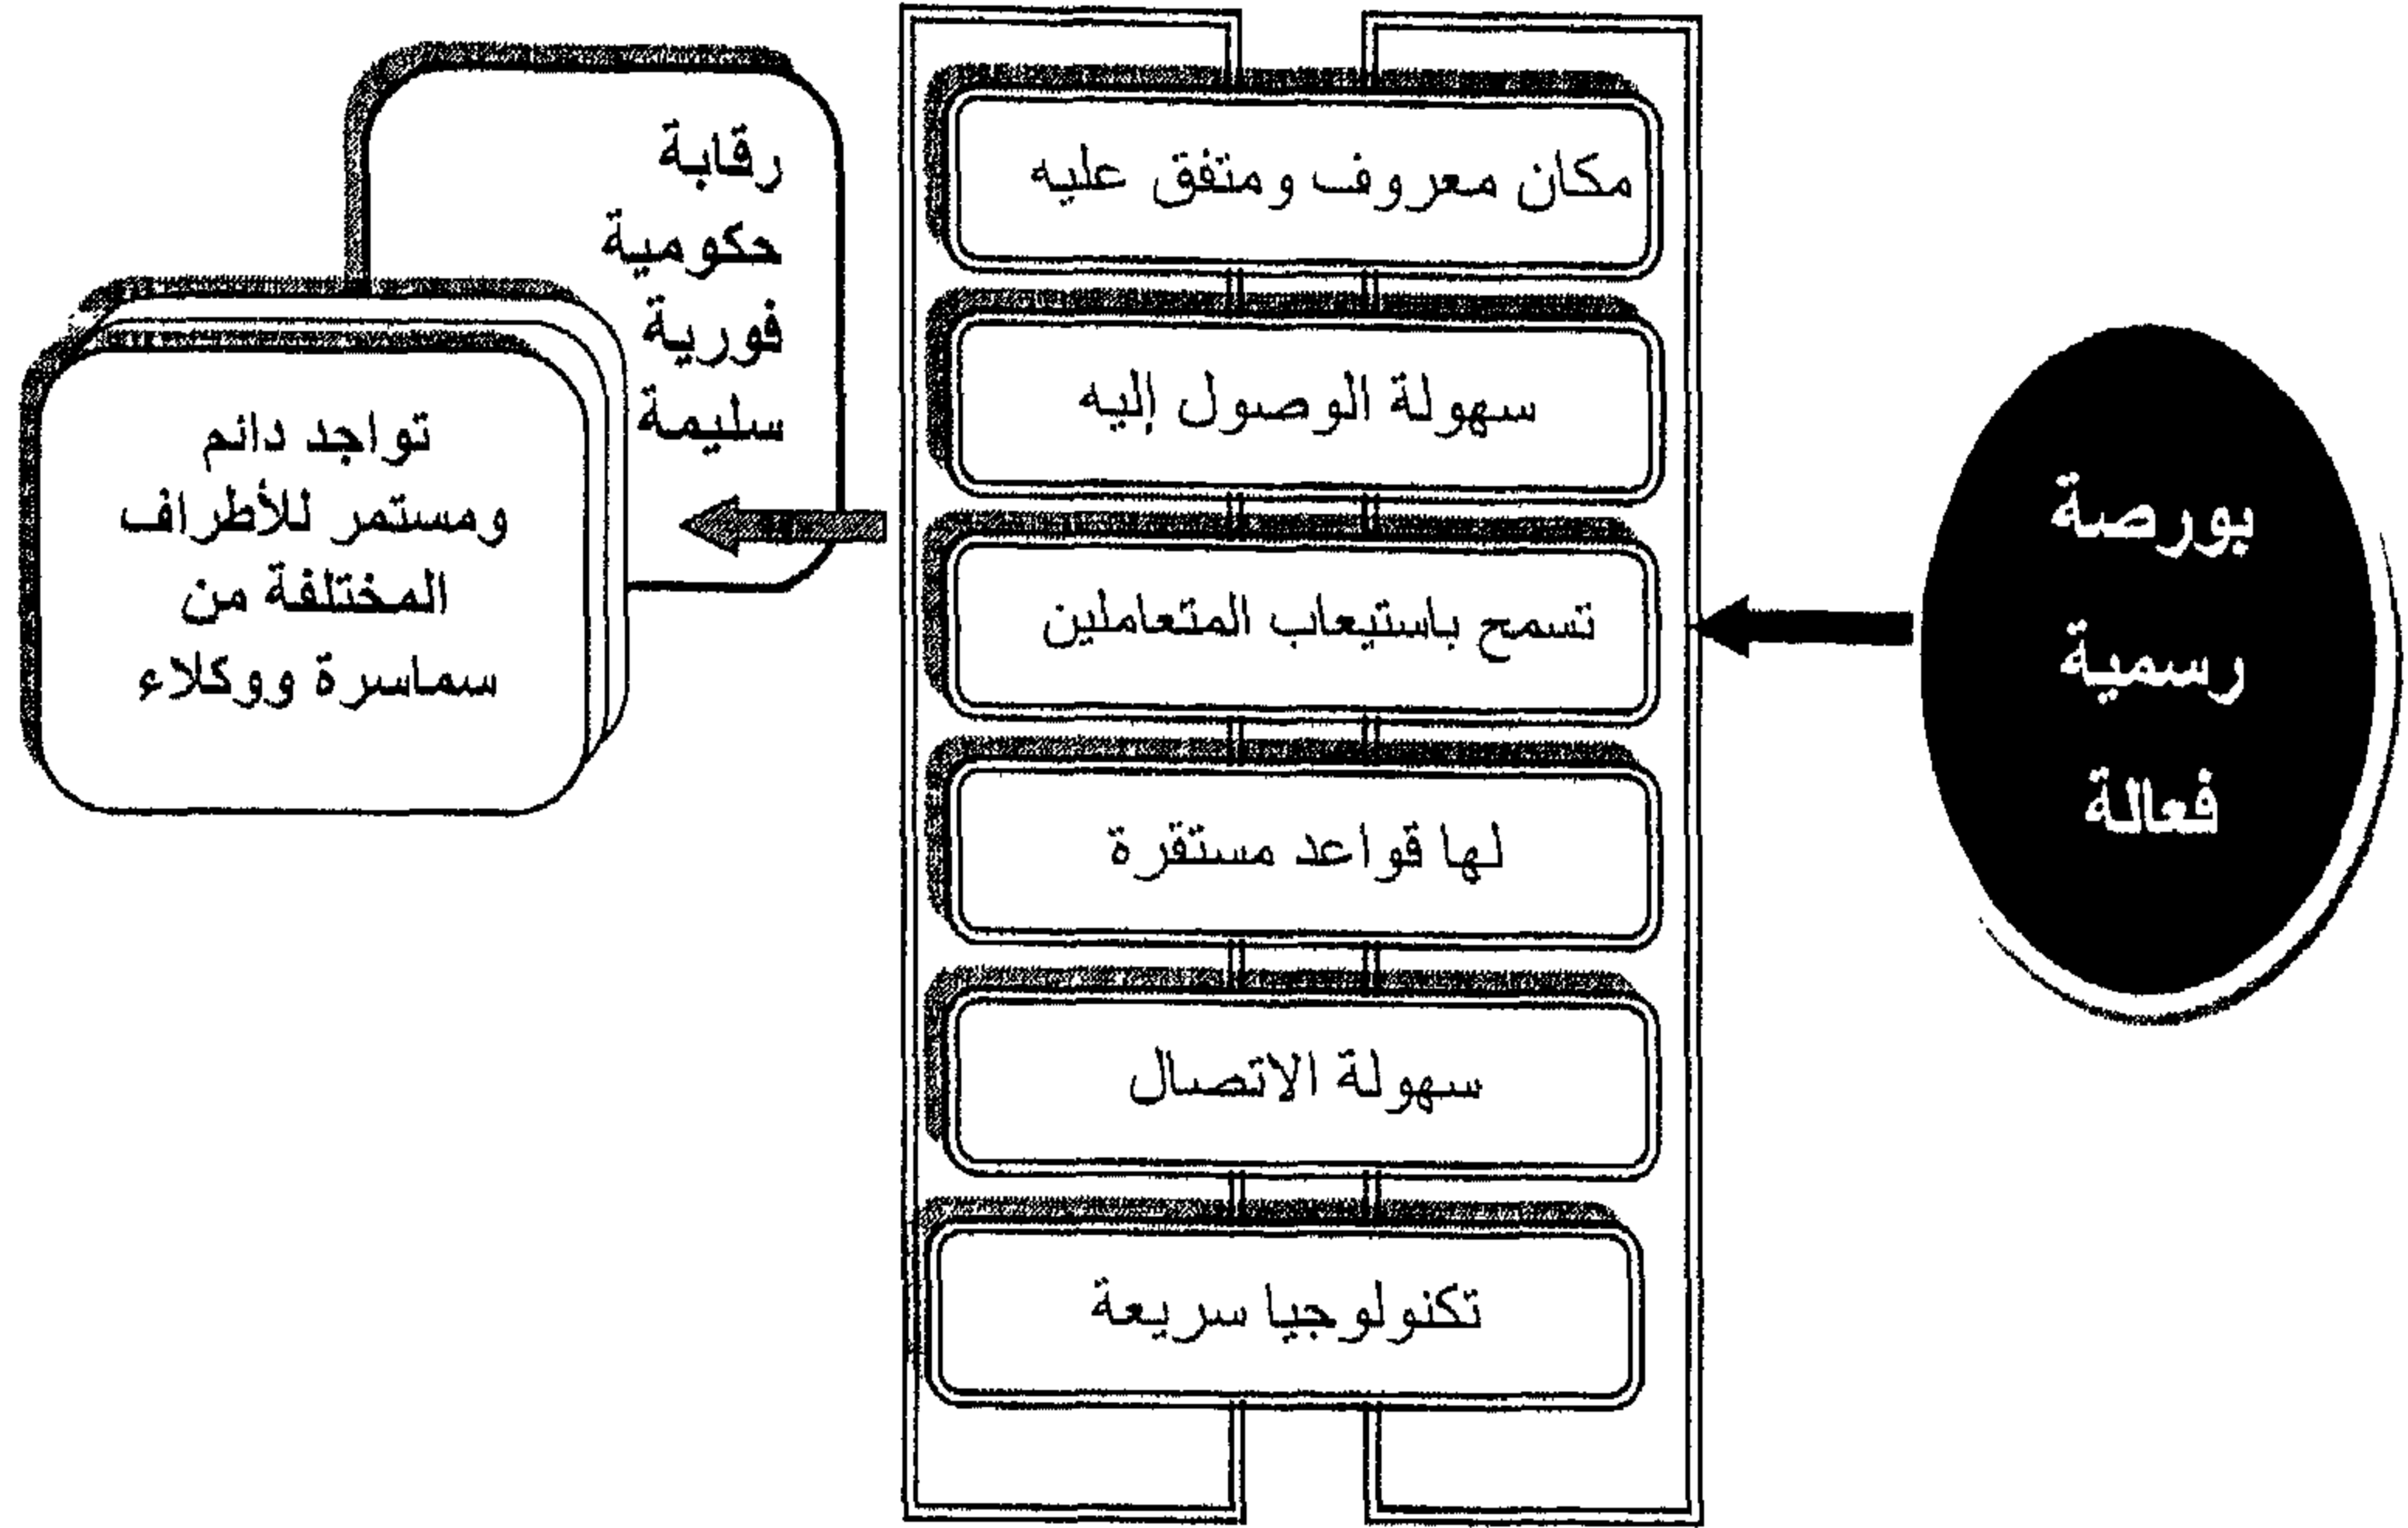 بورصة
رسمية
فعالة
مكان معروف ومتفق عليه
سهولة الوصول إليه
تسمح باستيعاب المتعاملين
لها قواعد مستقرة
سهولة الاتصال
تكنولوجيا سريعة
رقابة
حكومية
فورية
سليمة
تواجد دائم
ومستمر للأطراف
المختلفة من
سماسرة ووكلاء